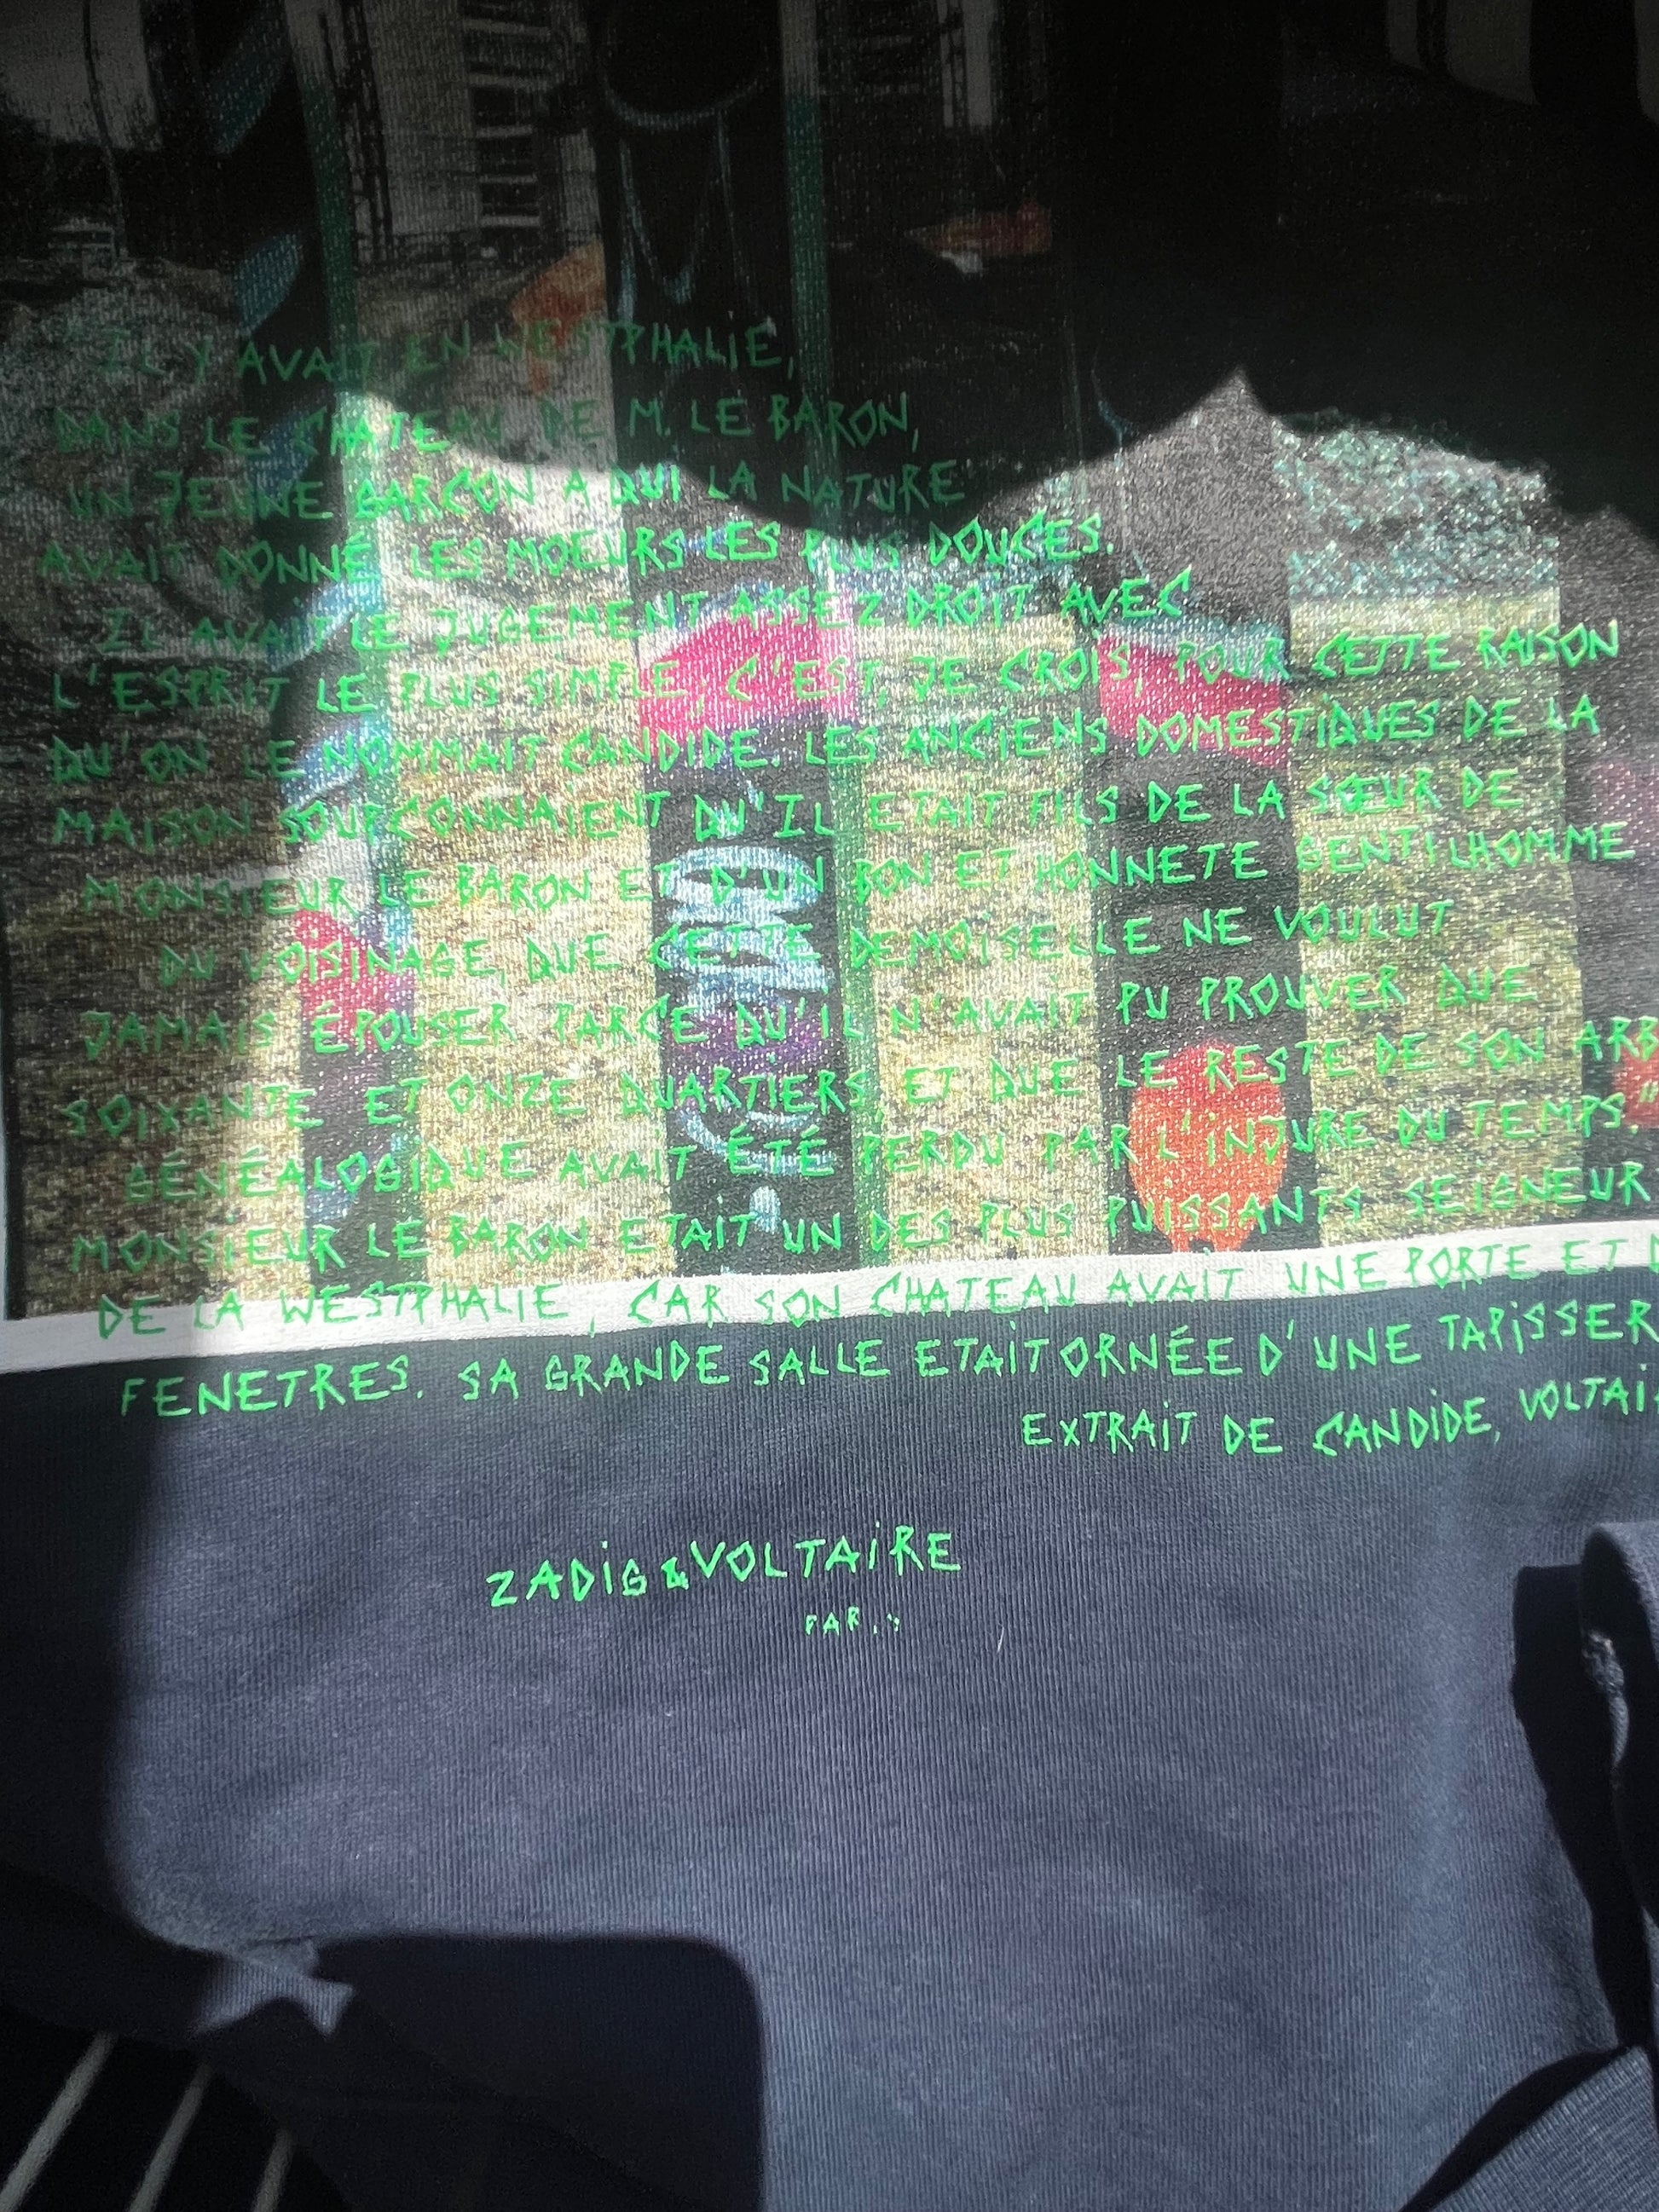 "IL Y AVAIT EN WESTPHALIE,
DANS LE CHATEAU DE M. LE BARON,
UN JEUNE GARCON A QUI LA NATURE
AVAIT DONNÉ LES MOEURS LES PLUS DOUCES.
IL AVAIT LE JUGEMENT ASSEZ DROIT AVEC
L'ESPRIT LE PLUS SIMPLE, C'EST, JE CROIS, POUR CETTE RAISON
QU'ON LE NOMMAIT CANDIDE. LES ANCIENS DOMESTIQUES DE LA
MAISON SOUPCONNAIENT QU'IL ETAIT FILS DE LA SŒUR DE
MONSIEUR LE BARON ET D'UN BON ET HONNETE GENTILHOMME
DU VOISINAGE, QUE CETTE DEMOISELLE NE VOULUT
JAMAIS ÉPOUSER PARCE QU'IL N'AVAIT PU PROUVER QUE
SOIXANTE ET ONZE QUARTIERS, ET QUE LE RESTE DE SON ARB
GÉNÉALOGIQUE AVAIT ÉTÉ PERDU PAR L'INJURE DU TEMPS."
MONSIEUR LE BARON ETAIT UN DES PLUS PUISSANTS SEIGNEUR
DE LA WESTPHALIE, CAR SON CHATEAU AVAIT UNE PORTE ET D
FENETRES. SA GRANDE SALLE ETAIT ORNÉE D'UNE TAPISSER
EXTRAIT DE CANDIDE, VOLTAI
ZADIG & VOLTAIRE